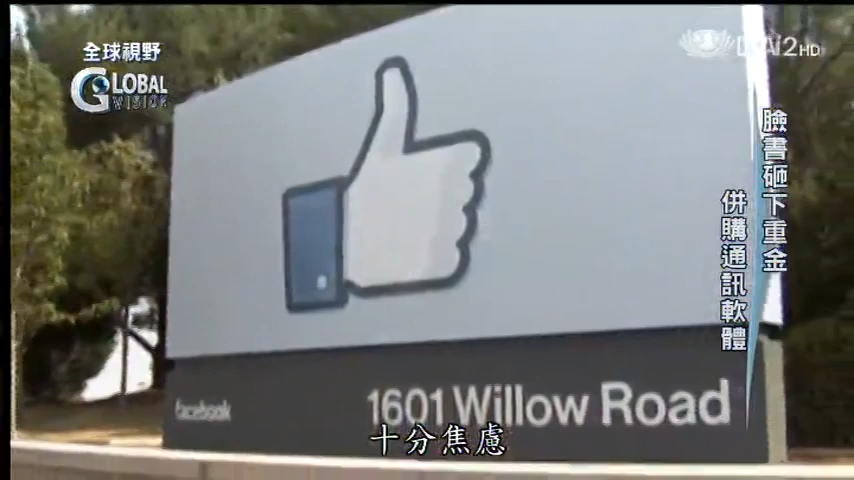 全球視野
GLOBAL
VISION
DaAi2HD
臉書砸下重金
併購通訊軟體
facebook
1601 Willow Road
十分焦慮